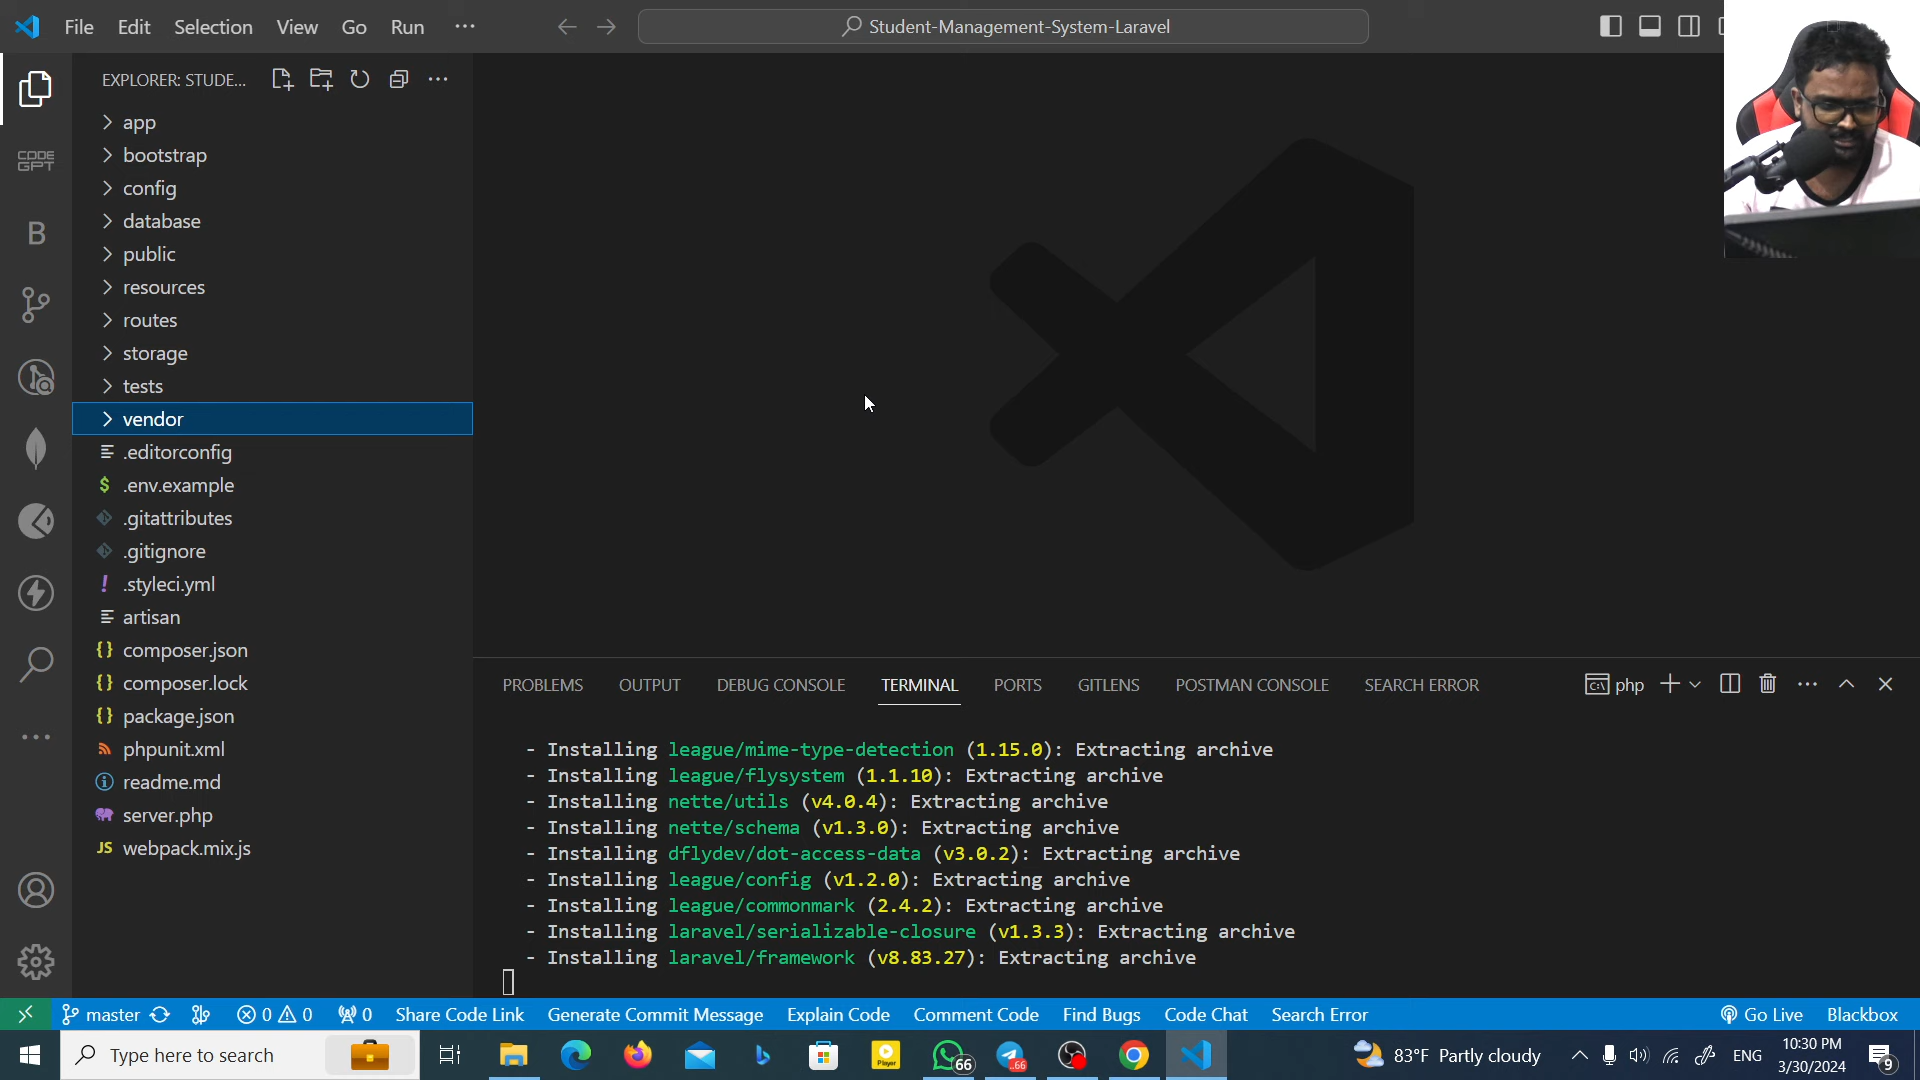 File Edit Selection View Go Run ···
Student-Management-System-Laravel
EXPLORER: STUDE...
CODE
GPT
B
app
bootstrap
config
database
public
resources
routes
storage
tests
vendor
.editorconfig
$ .env.example
.gitattributes
.gitignore
! .styleci.yml
artisan
{} composer.json
{} composer.lock
{} package.json
phpunit.xml
readme.md
server.php
JS webpack.mix.js
PROBLEMS OUTPUT DEBUG CONSOLE TERMINAL PORTS GITLENS POSTMAN CONSOLE SEARCH ERROR
php
- Installing league/mime-type-detection (1.15.0): Extracting archive
- Installing league/flysystem (1.1.10): Extracting archive
- Installing nette/utils (v4.0.4): Extracting archive
- Installing nette/schema (v1.3.0): Extracting archive
- Installing dflydev/dot-access-data (v3.0.2): Extracting archive
- Installing league/config (v1.2.0): Extracting archive
- Installing league/commonmark (2.4.2): Extracting archive
- Installing laravel/serializable-closure (v1.3.3): Extracting archive
- Installing laravel/framework (v8.83.27): Extracting archive
master 0 0 0 Share Code Link Generate Commit Message Explain Code Comment Code Find Bugs Code Chat Search Error Go Live Blackbox
Type here to search
Player
66
66
83°F Partly cloudy
ENG
10:30 PM
3/30/2024
9